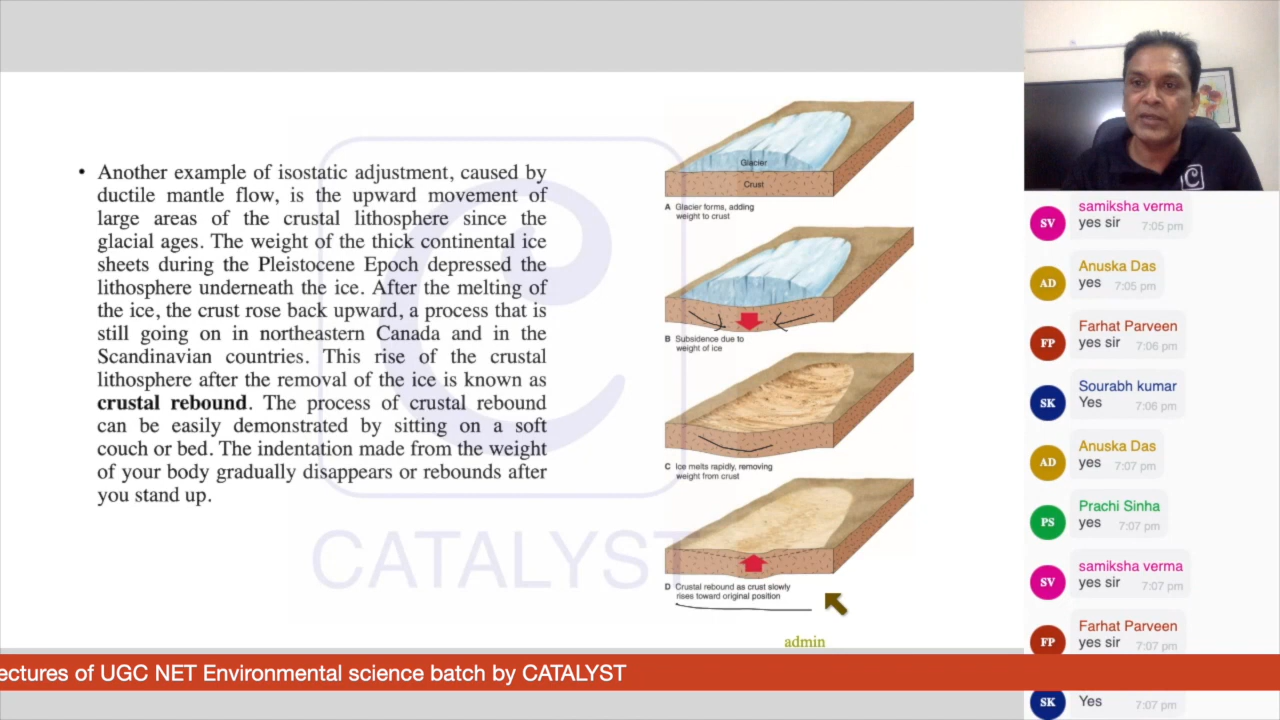 • Another example of isostatic adjustment, caused by
ductile mantle flow, is the upward movement of
large areas of the crustal lithosphere since the
glacial ages. The weight of the thick continental ice
sheets during the Pleistocene Epoch depressed the
lithosphere underneath the ice. After the melting of
the ice, the crust rose back upward, a process that is
still going on in northeastern Canada and in the
Scandinavian countries. This rise of the crustal
lithosphere after the removal of the ice is known as
crustal rebound. The process of crustal rebound
can be easily demonstrated by sitting on a soft
couch or bed. The indentation made from the weight
of your body gradually disappears or rebounds after
you stand up.
CATALYST
Glacier
Crust
A Glacier forms, adding
weight to crust
B Subsidence due to
weight of ice
C Ice melts rapidly, removing
weight from crust
D Crustal rebound as crust slowly
rises toward original position
admin
C
samiksha verma
SV yes sir 7:05 pm
Anuska Das
AD yes 7:05 pm
Farhat Parveen
FP yes sir 7:06 pm
Sourabh kumar
SK Yes 7:06 pm
Anuska Das
AD yes 7:07 pm
Prachi Sinha
PS yes 7:07 pm
samiksha verma
SV yes sir 7:07 pm
Farhat Parveen
FP yes sir 7:07 pm
SK Yes 7:07 pm
ectures of UGC NET Environmental science batch by CATALYST